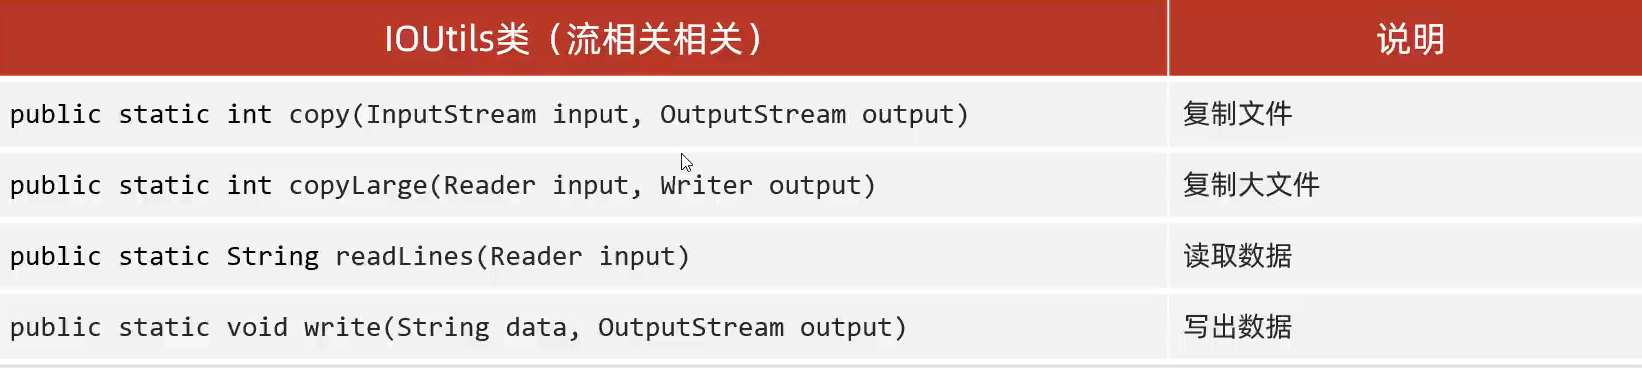 IOUtils类（流相关相关） 说明
public static int copy(InputStream input, OutputStream output) 复制文件
public static int copyLarge(Reader input, Writer output) 复制大文件
public static String readLines(Reader input) 读取数据
public static void write(String data, OutputStream output) 写出数据